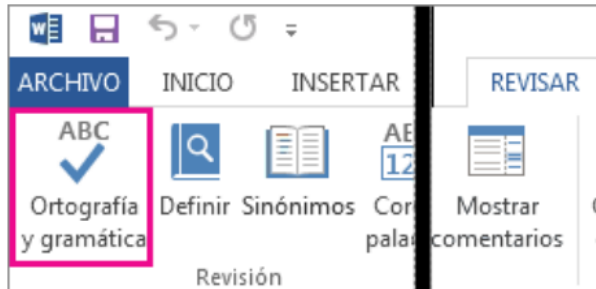 ARCHIVO INICIO INSERTAR REVISAR
ABC
Ortografía Definir Sinónimos Mostrar
y gramática comentarios
Revisión